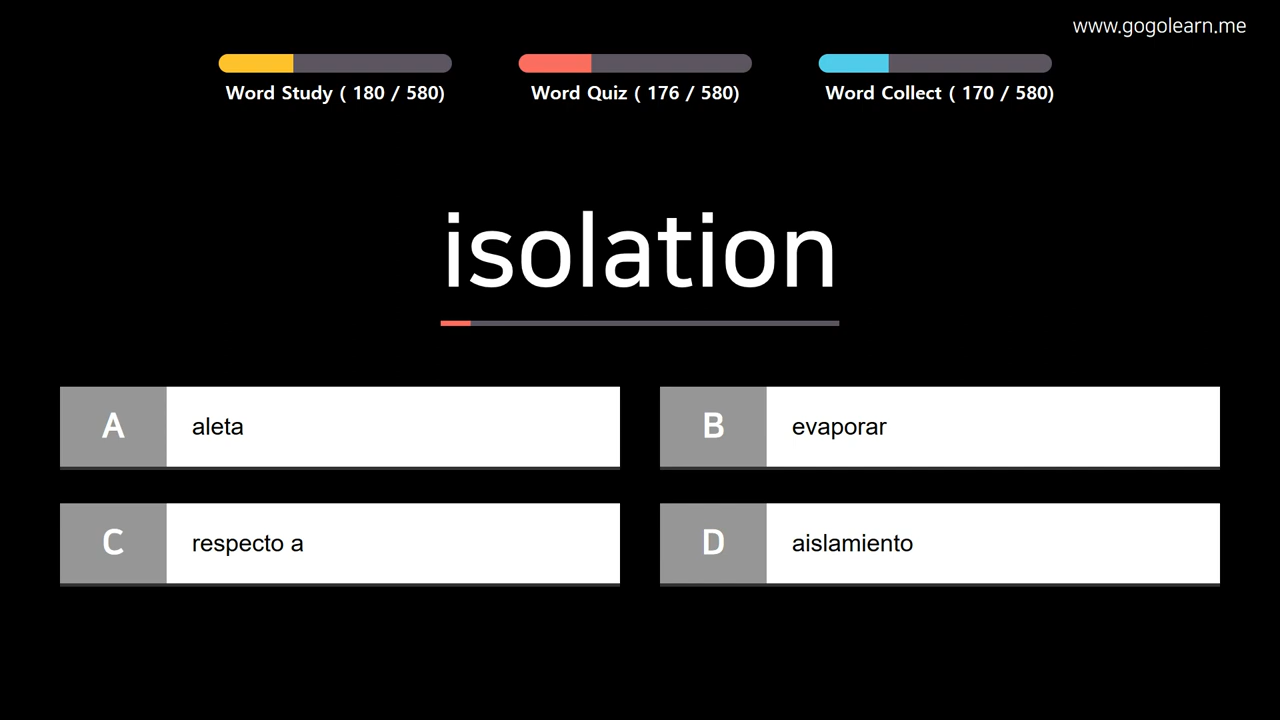 www.gogolearn.me
Word Study ( 180 / 580)
Word Quiz ( 176 / 580)
Word Collect ( 170 / 580)
isolation
A aleta
B evaporar
C respecto a
D aislamiento